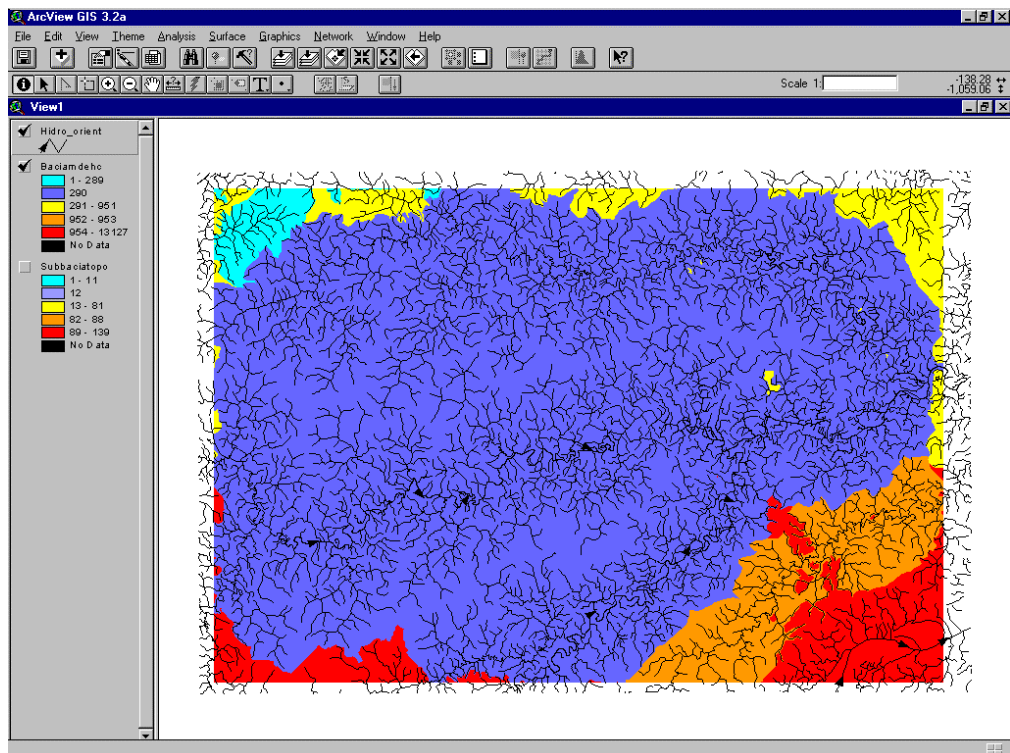 ArcView GIS 3.2a
File Edit View Theme Analysis Surface Graphics Network Window Help
Scale 1: -138.28
-1,059.06
View1
Hidro_orient
Baciamdehc
1 - 289
290
291 - 951
952 - 953
954 - 13127
No Data
Subbaciatopo
1 - 11
12
13 - 81
82 - 88
89 - 139
No Data